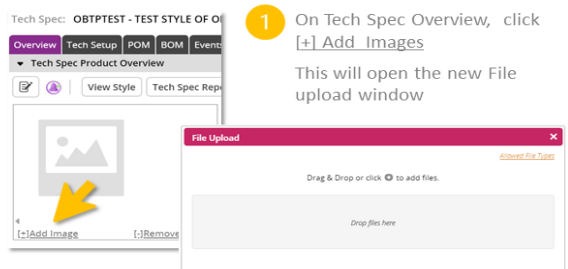 Tech Spec: OBTPTEST - TEST STYLE OF O
Overview Tech Setup POM BOM Events
Tech Spec Product Overview
View Style Tech Spec Repo
[+]Add Image [-]Remove
1 On Tech Spec Overview, click
[+] Add Images
This will open the new File
upload window
File Upload
Allowed File Types
Drag & Drop or click to add files.
Drop files here